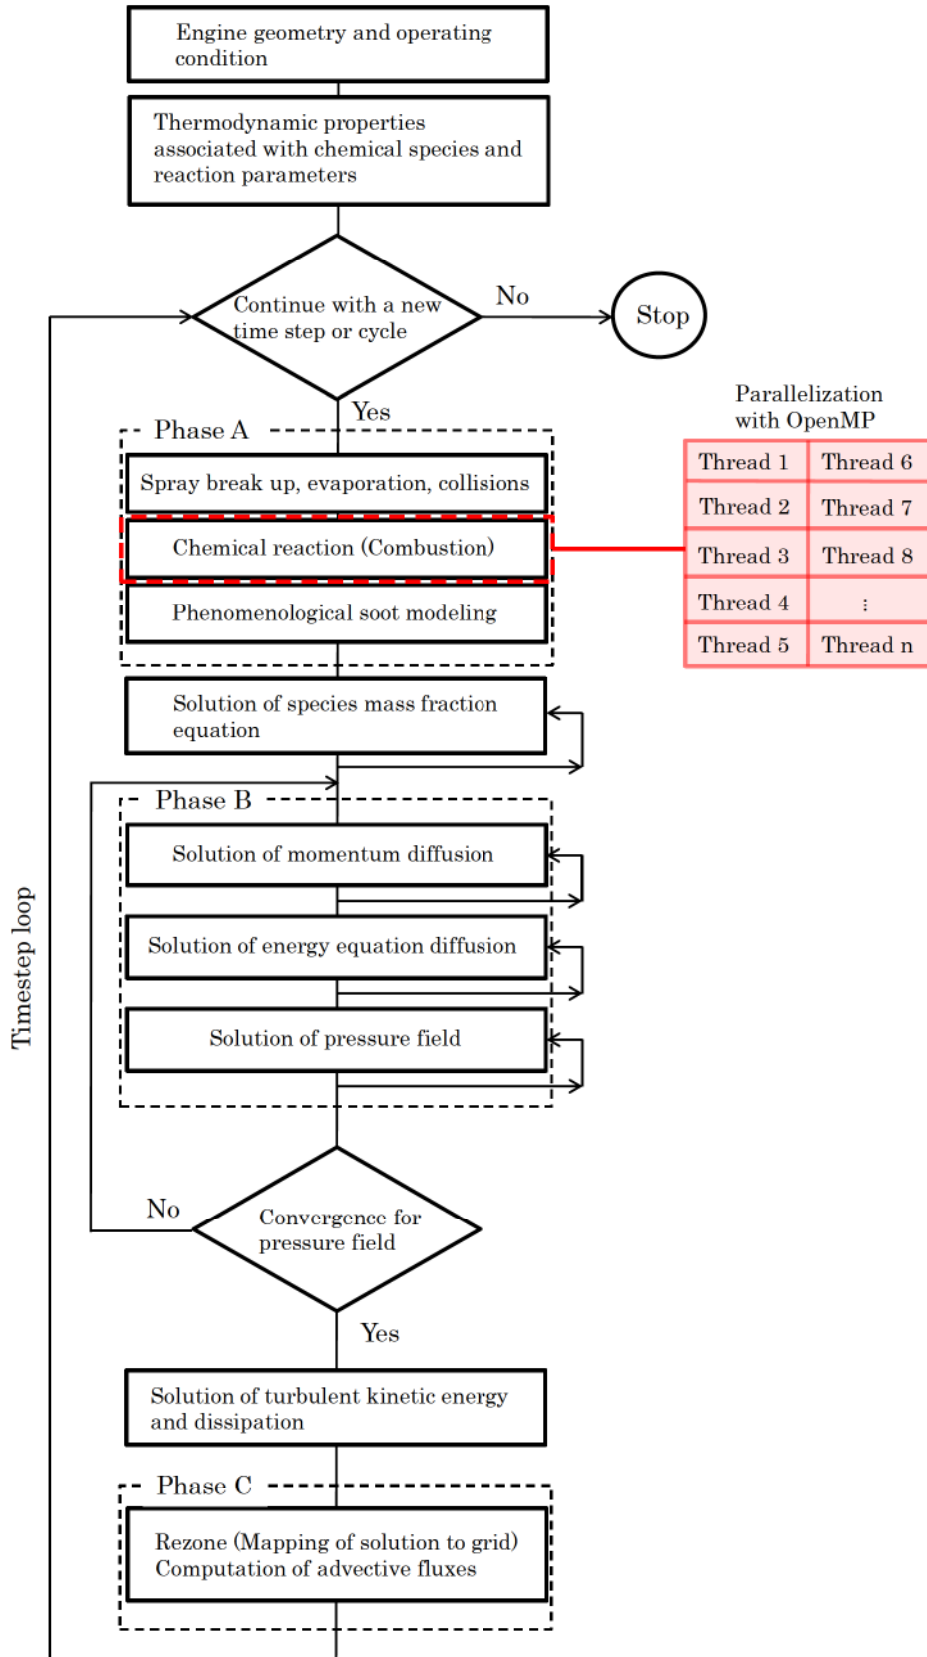 Engine geometry and operating
condition
Thermodynamic properties
associated with chemical species and
reaction parameters
Continue with a new
time step or cycle
No
Stop
Yes
Parallelization
with OpenMP
Thread 1
Thread 6
Thread 2
Thread 7
Thread 3
Thread 8
Thread 4
⋮
Thread 5
Thread n
Phase A
Spray break up, evaporation, collisions
Chemical reaction (Combustion)
Phenomenological soot modeling
Solution of species mass fraction
equation
Phase B
Solution of momentum diffusion
Solution of energy equation diffusion
Solution of pressure field
Timestep loop
No
Convergence for
pressure field
Yes
Solution of turbulent kinetic energy
and dissipation
Phase C
Rezone (Mapping of solution to grid)
Computation of advective fluxes